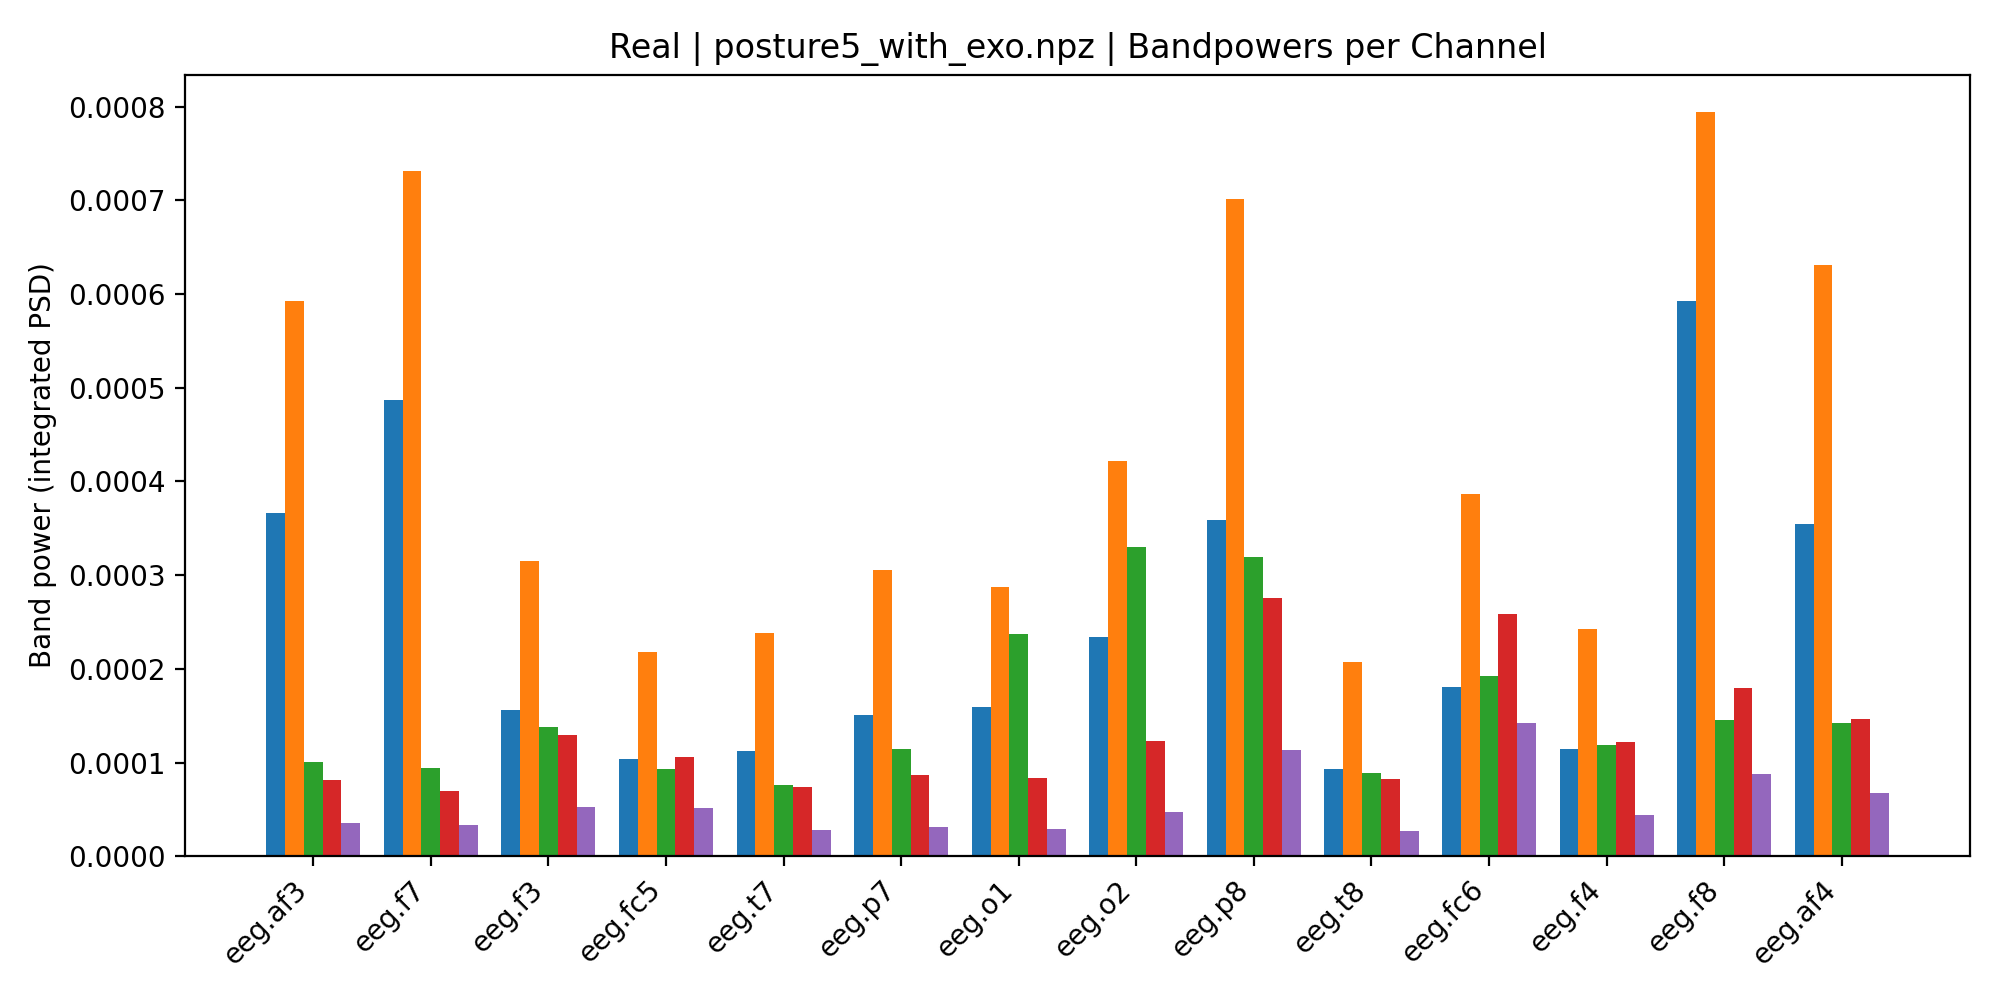 Real | posture5_with_exo.npz | Bandpowers per Channel
Band power (integrated PSD)
0.0008
0.0007
0.0006
0.0005
0.0004
0.0003
0.0002
0.0001
0.0000
eeg.af3
eeg.f7
eeg.f3
eeg.fc5
eeg.t7
eeg.p7
eeg.o1
eeg.o2
eeg.p8
eeg.t8
eeg.fc6
eeg.f4
eeg.f8
eeg.af4